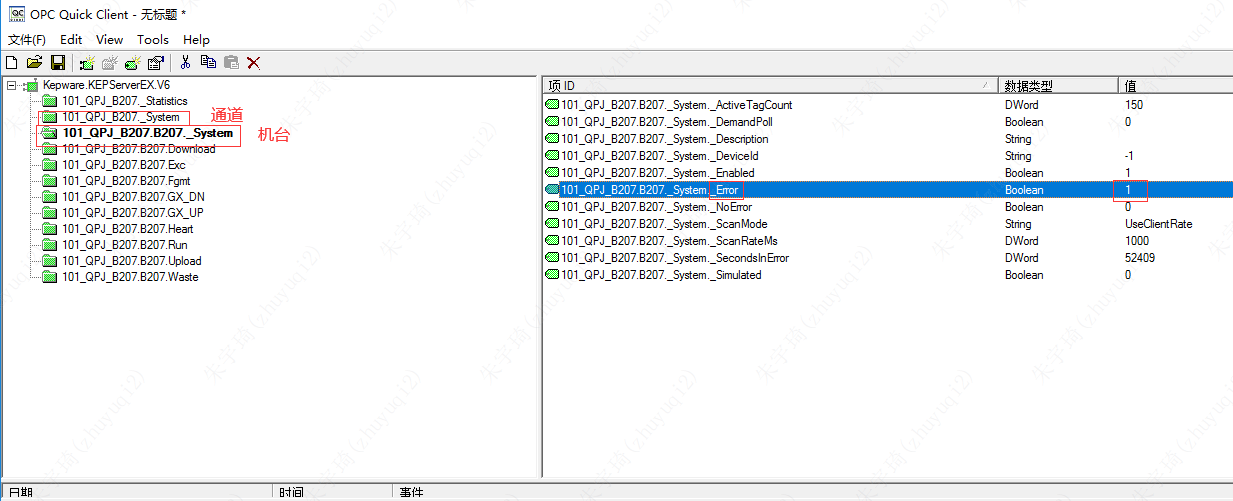 OPC Quick Client - 无标题 *
文件(F) Edit View Tools Help
Kepware.KEPServerEX.V6
101_QPJ_B207._Statistics
101_QPJ_B207._System 通道
101_QPJ_B207.B207._System 机台
101_QPJ_B207.B207.Download
101_QPJ_B207.B207.Exc
101_QPJ_B207.B207.Fgmt
101_QPJ_B207.B207.GX_DN
101_QPJ_B207.B207.GX_UP
101_QPJ_B207.B207.Heart
101_QPJ_B207.B207.Run
101_QPJ_B207.B207.Upload
101_QPJ_B207.B207.Waste
项 ID 数据类型 值
101_QPJ_B207.B207._System._ActiveTagCount DWord 150
101_QPJ_B207.B207._System._DemandPoll Boolean 0
101_QPJ_B207.B207._System._Description String
101_QPJ_B207.B207._System._DeviceId String -1
101_QPJ_B207.B207._System._Enabled Boolean 1
101_QPJ_B207.B207._System._Error Boolean 1
101_QPJ_B207.B207._System._NoError Boolean 0
101_QPJ_B207.B207._System._ScanMode String UseClientRate
101_QPJ_B207.B207._System._ScanRateMs DWord 1000
101_QPJ_B207.B207._System._SecondsInError DWord 52409
101_QPJ_B207.B207._System._Simulated Boolean 0
日期 时间 事件
朱宇琦(zhuyuqi2)